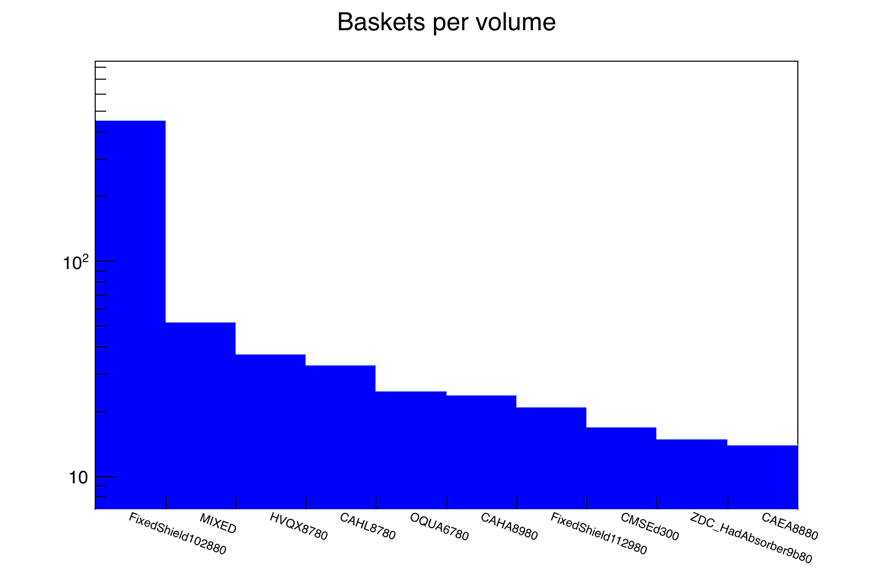 Baskets per volume
10²
10
FixedShield102880
MIXED
HVQX8780
CAHL8780
OQUA6780
CAHA8980
FixedShield112980
CMSEd300
ZDC_HadAbsorber9b80
CAEA8880